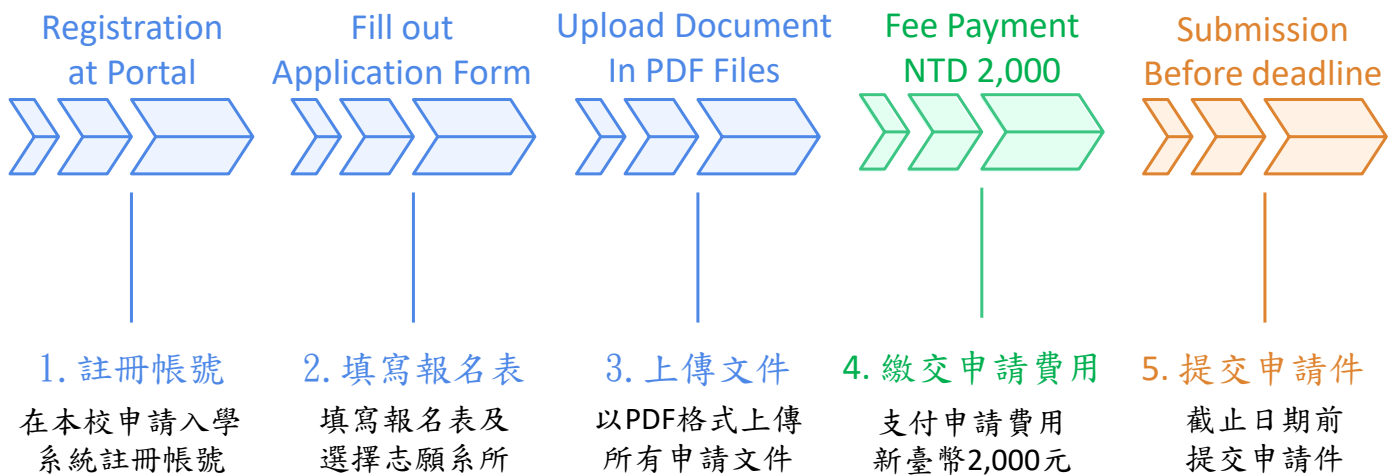 Registration
at Portal
Fill out
Application Form
Upload Document
In PDF Files
Fee Payment
NTD 2,000
Submission
Before deadline
1. 註冊帳號
在本校申請入學
系統註冊帳號
2. 填寫報名表
填寫報名表及
選擇志願系所
3. 上傳文件
以PDF格式上傳
所有申請文件
4. 繳交申請費用
支付申請費用
新臺幣2,000元
5. 提交申請件
截止日期前
提交申請件